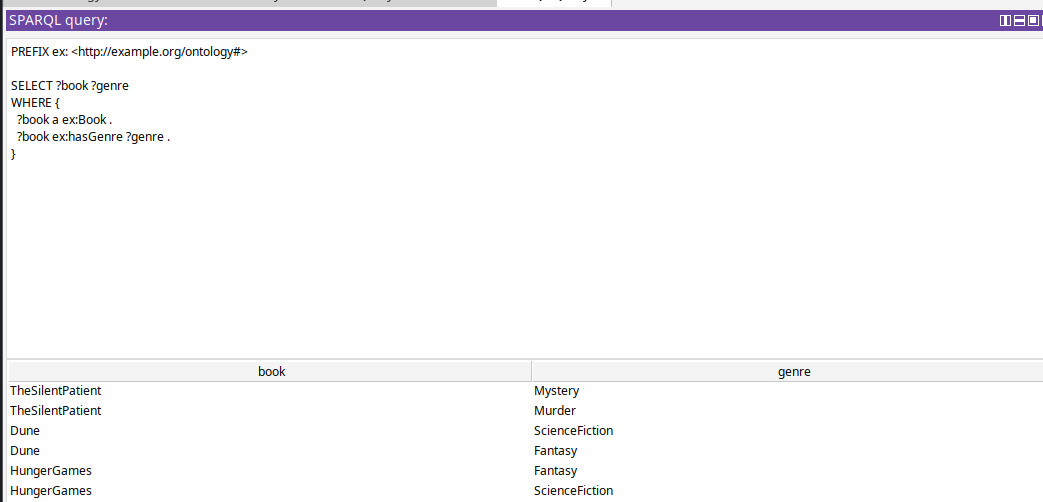 SPARQL query:
PREFIX ex: <http://example.org/ontology#>
SELECT ?book ?genre
WHERE {
?book a ex:Book .
?book ex:hasGenre ?genre .
}
book genre
TheSilentPatient Mystery
TheSilentPatient Murder
Dune ScienceFiction
Dune Fantasy
HungerGames Fantasy
HungerGames ScienceFiction